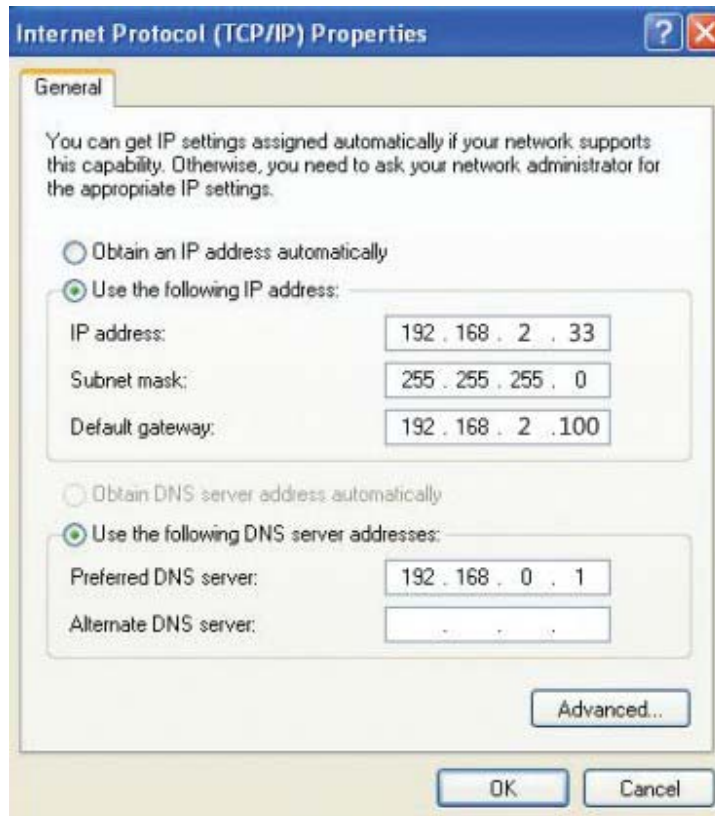 Internet Protocol (TCP/IP) Properties
General
You can get IP settings assigned automatically if your network supports
this capability. Otherwise, you need to ask your network administrator for
the appropriate IP settings.
Obtain an IP address automatically
Use the following IP address:
IP address: 192 . 168 . 2 . 33
Subnet mask: 255 . 255 . 255 . 0
Default gateway: 192 . 168 . 2 .100
Obtain DNS server address automatically
Use the following DNS server addresses:
Preferred DNS server: 192 . 168 . 0 . 1
Alternate DNS server: . . .
Advanced...
OK Cancel